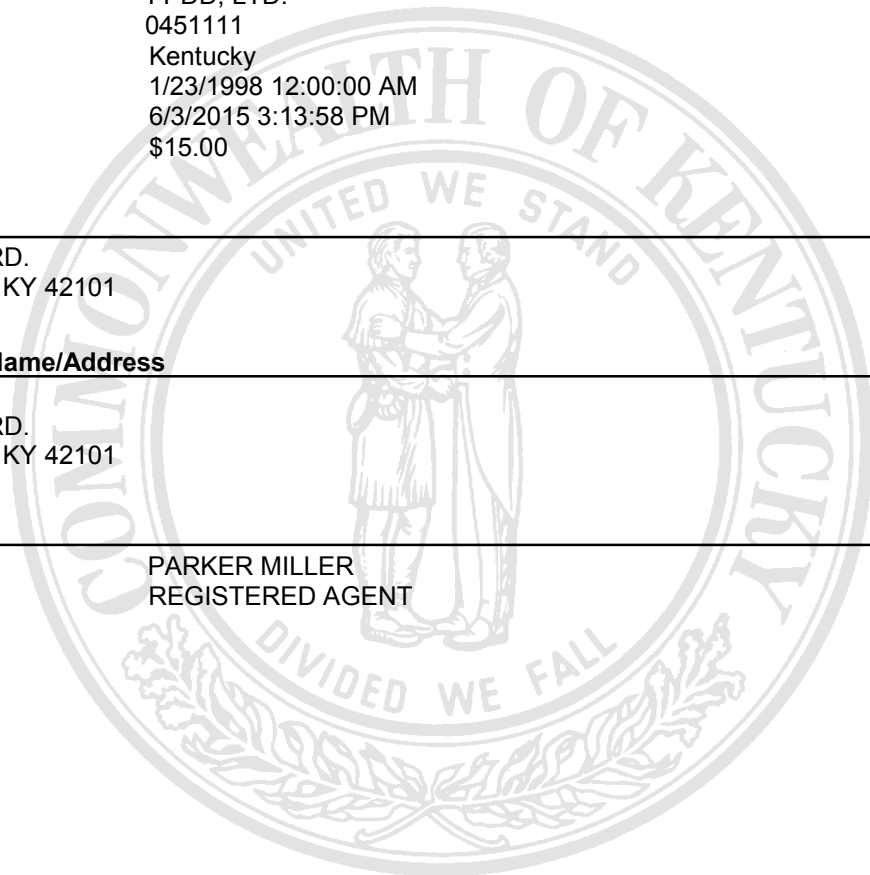 LTD.
0451111
Kentucky
1/23/1998 12:00:00 AM
6/3/2015 3:13:58 PM
$15.00
COMMONWEALTH OF KENTUCKY
UNITED WE STAND
RD.
KY 42101
Name/Address
RD.
KY 42101
PARKER MILLER
REGISTERED AGENT
DIVIDED WE FALL